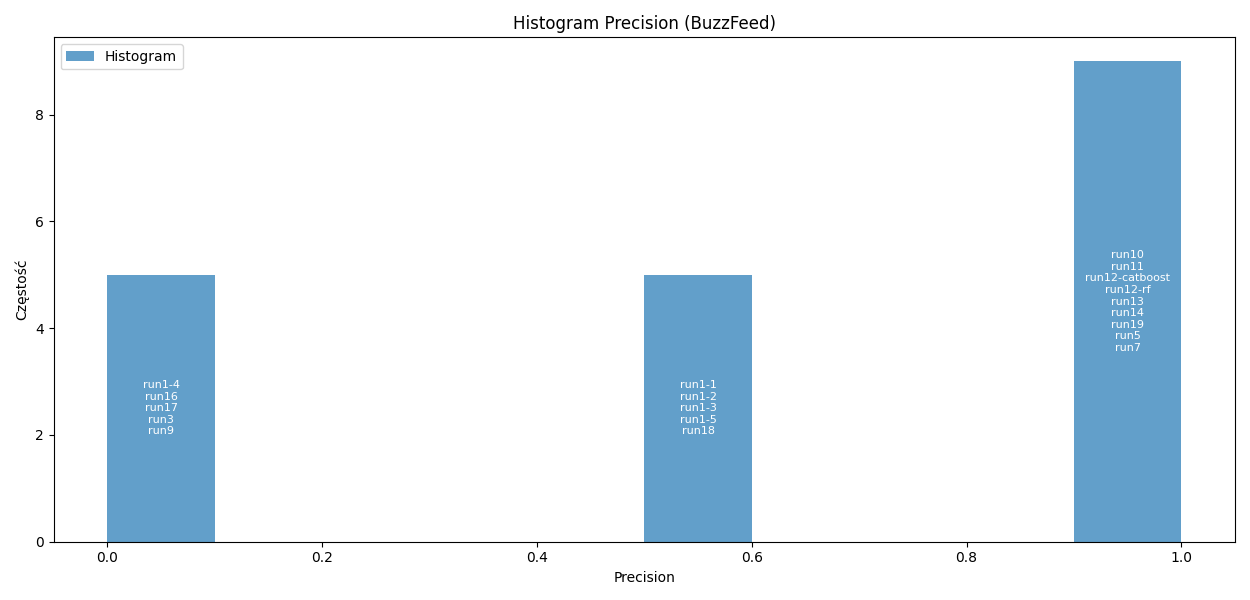 Histogram Precision (BuzzFeed)
Histogram
Częstość
8
6
4
2
0
run1-4
run16
run17
run3
run9
run1-1
run1-2
run1-3
run1-5
run18
run10
run11
run12-catboost
run12-rf
run13
run14
run19
run5
run7
0.0 0.2 0.4 0.6 0.8 1.0
Precision